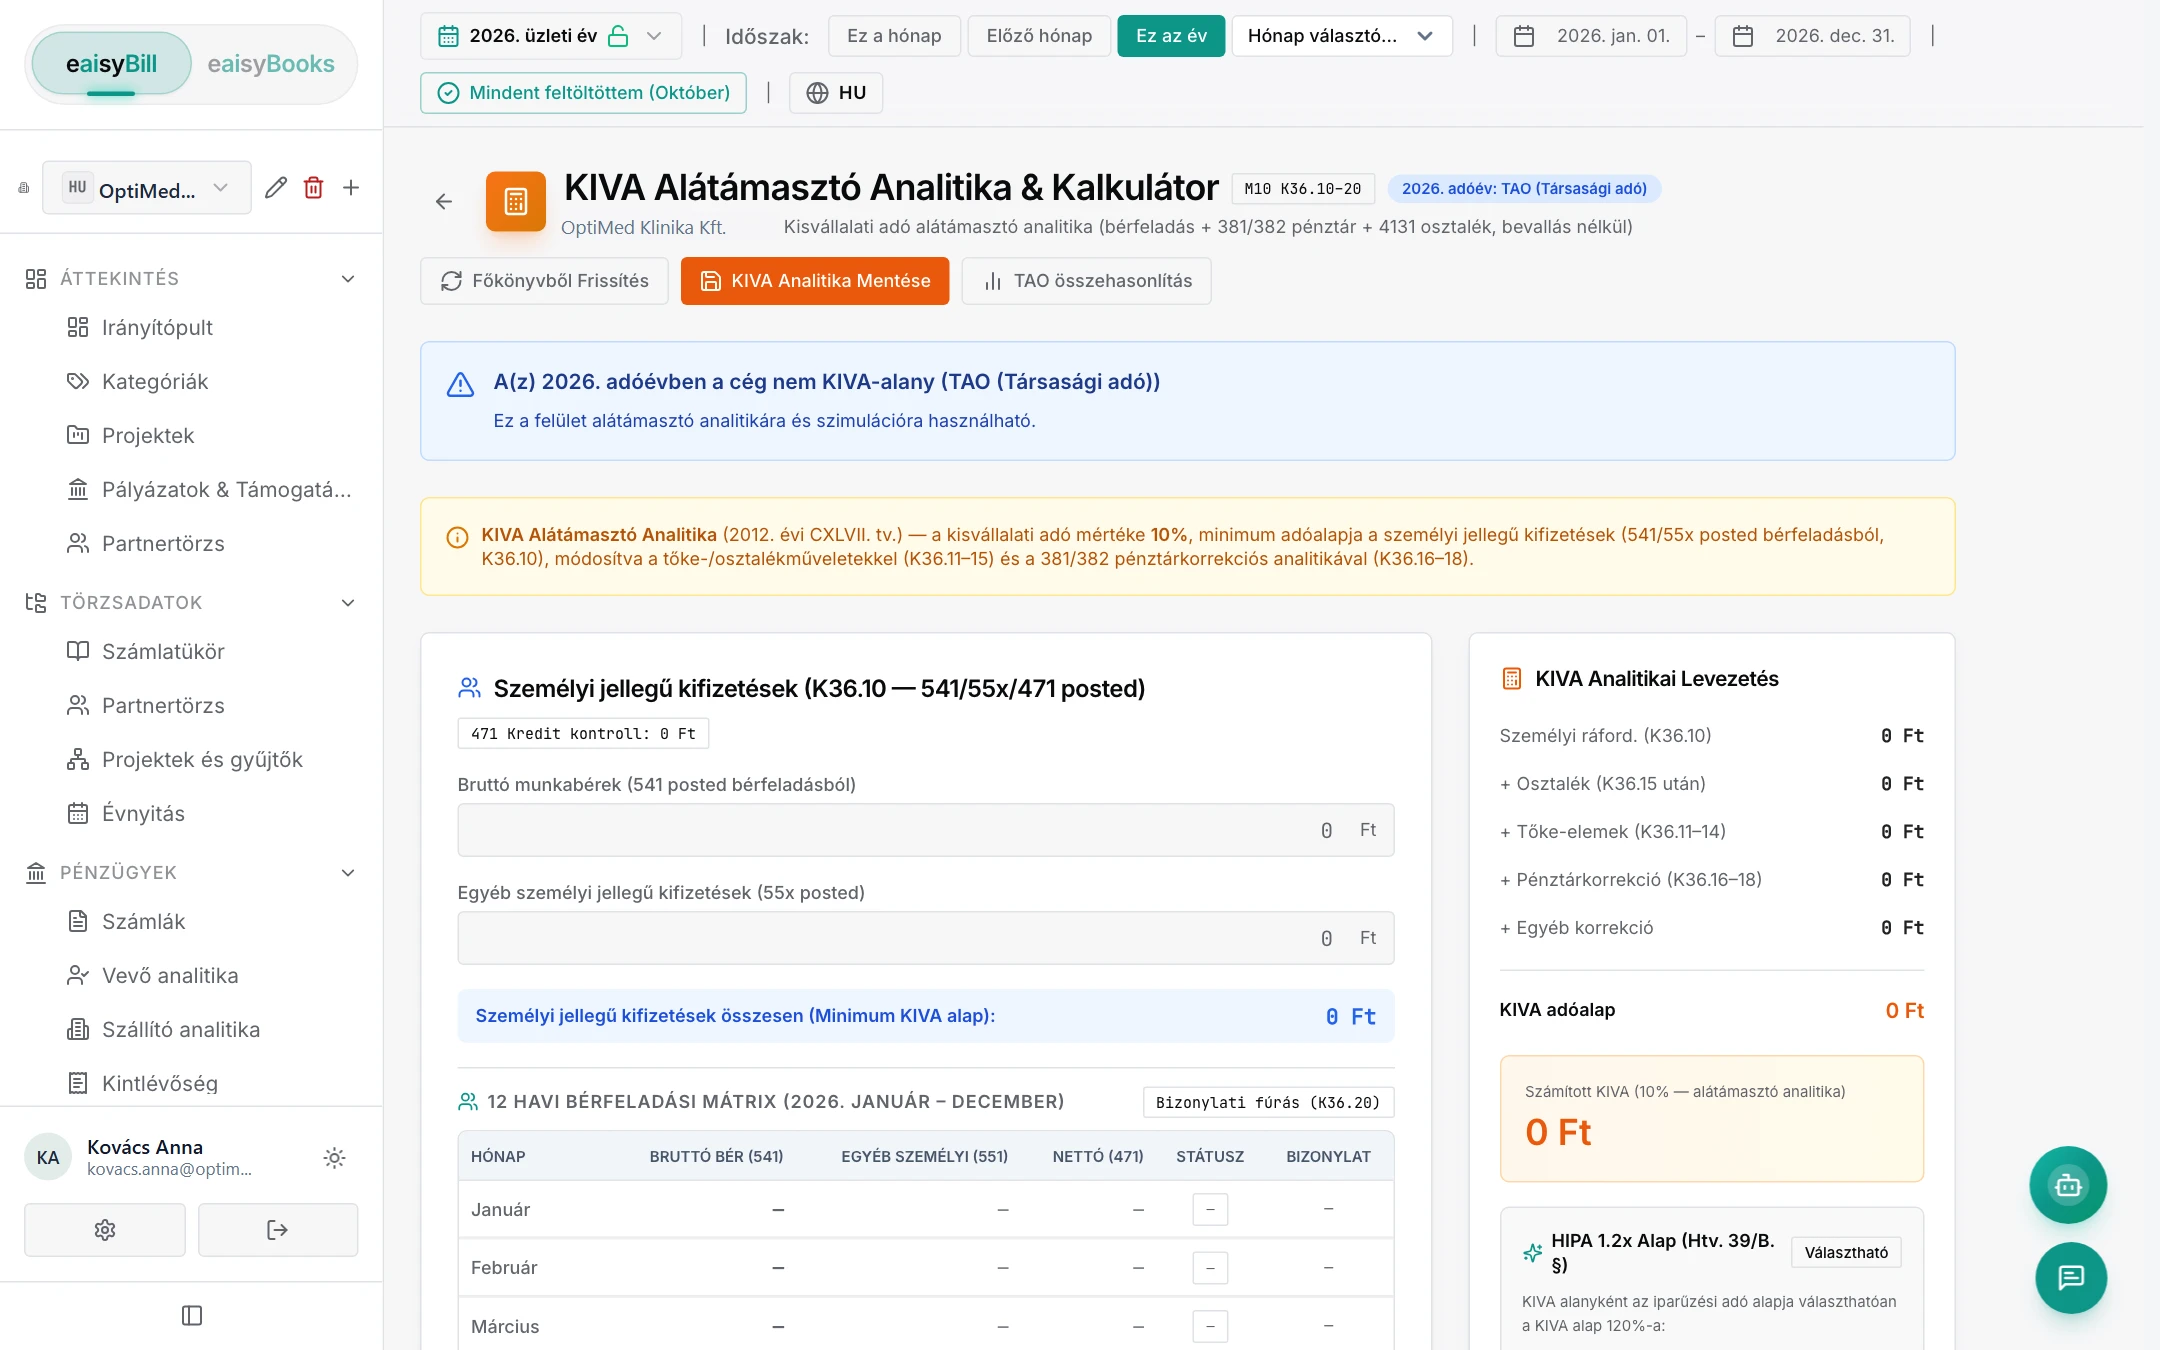 eaisyBill
eaisyBooks
2026. üzleti év
Időszak:
Ez a hónap
Előző hónap
Ez az év
Hónap választó...
2026. jan. 01.
–
2026. dec. 31.
Mindent feltöltöttem (Október)
HU
HU OptiMed...
ÁTTEKINTÉS
Irányítópult
Kategóriák
Projektek
Pályázatok & Támogatá...
Partnertörzs
TÖRZSADATOK
Számlatükör
Partnertörzs
Projektek és gyűjtők
Évnyitás
PÉNZÜGYEK
Számlák
Vevő analitika
Szállító analitika
Kintlévőség
KA
Kovács Anna
kovacs.anna@optim...
KIVA Alátámasztó Analitika & Kalkulátor
M10 K36.10–20
2026. adóév: TAO (Társasági adó)
OptiMed Klinika Kft.
Kisvállalati adó alátámasztó analitika (bérfeladás + 381/382 pénztár + 4131 osztalék, bevallás nélkül)
Főkönyvből Frissítés
KIVA Analitika Mentése
TAO összehasonlítás
A(z) 2026. adóévben a cég nem KIVA-alany (TAO (Társasági adó))
Ez a felület alátámasztó analitikára és szimulációra használható.
KIVA Alátámasztó Analitika (2012. évi CXLVII. tv.) — a kisvállalati adó mértéke 10%, minimum adóalapja a személyi jellegű kifizetések (541/55x posted bérfeladásból,
K36.10), módosítva a tőke-/osztalékműveletekkel (K36.11–15) és a 381/382 pénztárkorrekciós analitikával (K36.16–18).
Személyi jellegű kifizetések (K36.10 — 541/55x/471 posted)
471 Kredit kontroll: 0 Ft
Bruttó munkabérek (541 posted bérfeladásból)
0 Ft
Egyéb személyi jellegű kifizetések (55x posted)
0 Ft
Személyi jellegű kifizetések összesen (Minimum KIVA alap): 0 Ft
12 HAVI BÉRFELADÁSI MÁTRIX (2026. JANUÁR – DECEMBER)
Bizonylati fúrás (K36.20)
HÓNAP BRUTTÓ BÉR (541) EGYÉB SZEMÉLYI (551) NETTÓ (471) STÁTUSZ BIZONYLAT
Január — — — – —
Február — — — – —
Március — — — – —
KIVA Analitikai Levezetés
Személyi ráford. (K36.10) 0 Ft
+ Osztalék (K36.15 után) 0 Ft
+ Tőke-elemek (K36.11–14) 0 Ft
+ Pénztárkorrekció (K36.16–18) 0 Ft
+ Egyéb korrekció 0 Ft
KIVA adóalap 0 Ft
Számított KIVA (10% — alátámasztó analitika)
0 Ft
HIPA 1.2x Alap (Htv. 39/B.
§)
Választható
KIVA alanyként az iparűzési adó alapja választhatóan
a KIVA alap 120%-a: